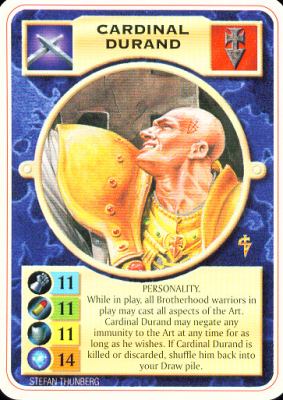 CARDINAL
DURAND
11
11
11
14
PERSONALITY.
While in play, all Brotherhood warriors in
play may cast all aspects of the Art.
Cardinal Durand may negate any
immunity to the Art at any time for as
long as he wishes. If Cardinal Durand is
killed or discarded, shuffle him back into
your Draw pile.
STEFAN THUNBERG